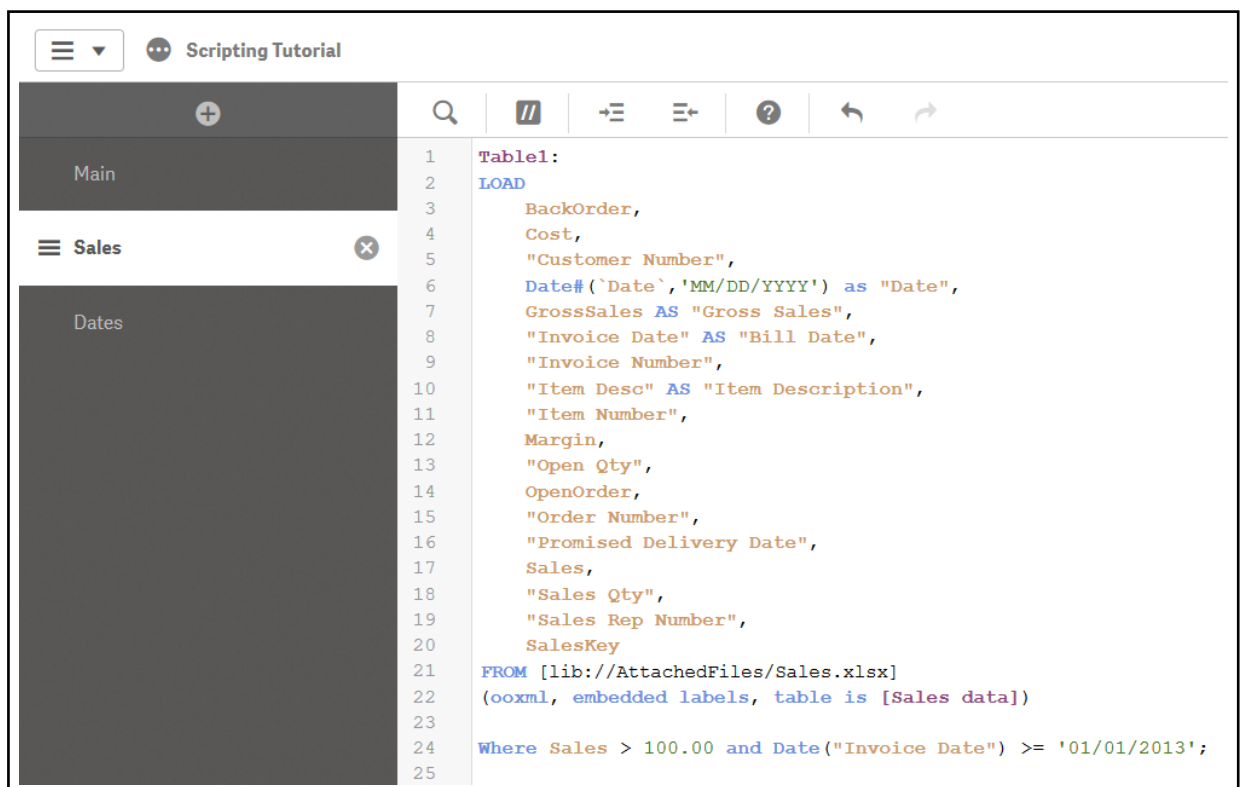 Scripting Tutorial
Main
Sales
Dates
1 Table1:
2 LOAD
3 BackOrder,
4 Cost,
5 "Customer Number",
6 Date#(`Date`,'MM/DD/YYYY') as "Date",
7 GrossSales AS "Gross Sales",
8 "Invoice Date" AS "Bill Date",
9 "Invoice Number",
10 "Item Desc" AS "Item Description",
11 "Item Number",
12 Margin,
13 "Open Qty",
14 OpenOrder,
15 "Order Number",
16 "Promised Delivery Date",
17 Sales,
18 "Sales Qty",
19 "Sales Rep Number",
20 SalesKey
21 FROM [lib://AttachedFiles/Sales.xlsx]
22 (ooxml, embedded labels, table is [Sales data])
23
24 Where Sales > 100.00 and Date("Invoice Date") >= '01/01/2013';
25